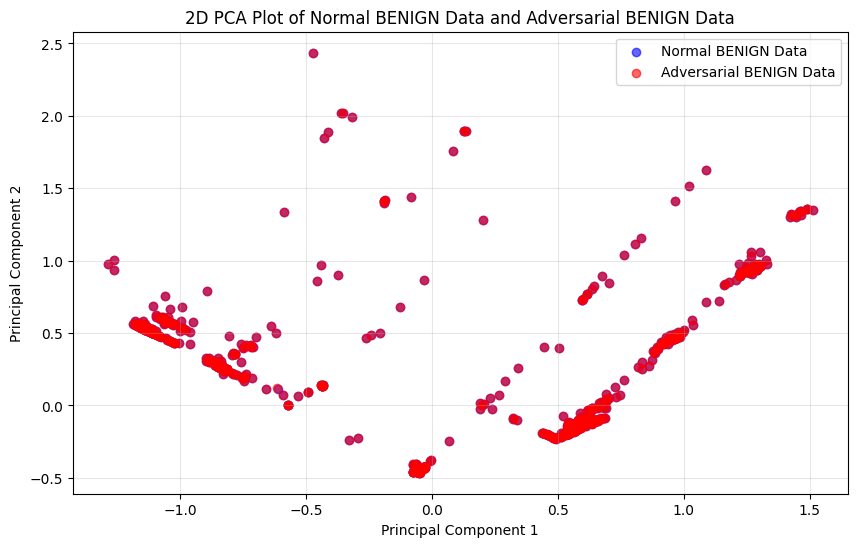 2D PCA Plot of Normal BENIGN Data and Adversarial BENIGN Data
Normal BENIGN Data
Adversarial BENIGN Data
Principal Component 2
2.5
2.0
1.5
1.0
0.5
0.0
−0.5
−1.0
−0.5
0.0
0.5
1.0
1.5
Principal Component 1